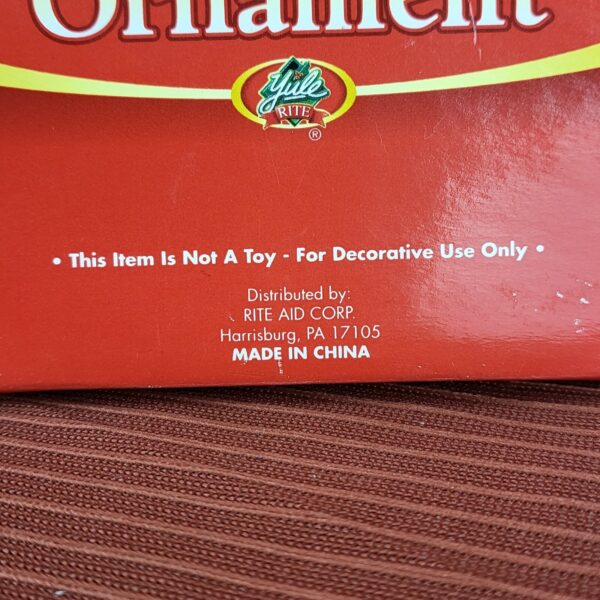 Ornament
Yule
RITE
®
• This Item Is Not A Toy - For Decorative Use Only •
Distributed by:
RITE AID CORP.
Harrisburg, PA 17105
MADE IN CHINA